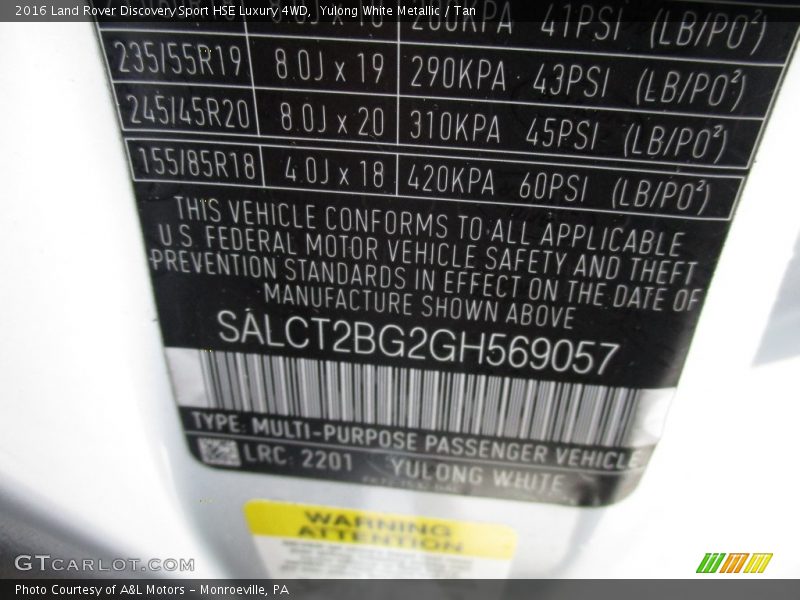 2016 Land Rover Discovery Sport HSE Luxury 4WD, Yulong White Metallic / Tan
41PSI (LB/PO²)
235/55R19 8.0J x 19 290KPA 43PSI (LB/PO²)
245/45R20 8.0J x 20 310KPA 45PSI (LB/PO²)
155/85R18 4.0J x 18 420KPA 60PSI (LB/PO²)
THIS VEHICLE CONFORMS TO ALL APPLICABLE
U.S. FEDERAL MOTOR VEHICLE SAFETY AND THEFT
PREVENTION STANDARDS IN EFFECT ON THE DATE OF
MANUFACTURE SHOWN ABOVE
SALCT2BG2GH569057
TYPE: MULTI-PURPOSE PASSENGER VEHICLE
LRC: 2201 YULONG WHITE
WARNING
ATTENTION
GTCARLOT.COM
Photo Courtesy of A&L Motors – Monroeville, PA